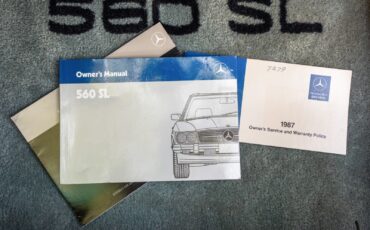 560 SL
Owner's Manual
560 SL
1987
Owner's Service and Warranty Policy